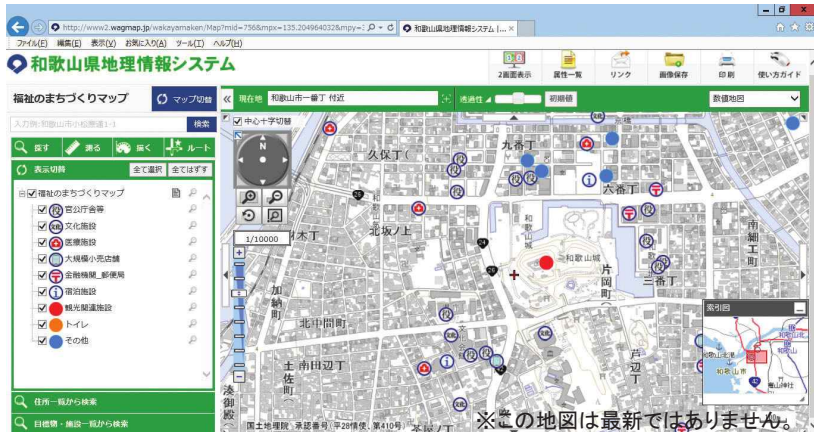 http://www2.wagmap.jp/wakayamaken/Map?mid=756&mpx=135.204964032&mpy=
和歌山県地理情報システム | ... ×
ファイル(F) 編集(E) 表示(V) お気に入り(A) ツール(T) ヘルプ(H)
和歌山県地理情報システム
2画面表示 属性一覧 リンク 画像保存 印刷 使い方ガイド
福祉のまちづくりマップ
マップ切替
現在地 和歌山市一番丁 付近
透過性
初期値
数値地図
検索
中心十字切替
探す 測る 描く ルート
表示切替 全て選択 全てはずす
福祉のまちづくりマップ
官公庁舎等
文化施設
医療施設
大規模小売店舗
金融機関_郵便局
宿泊施設
観光関連施設
トイレ
その他
住所一覧から検索
目標物・施設一覧から検索
N
1/10000
久保丁
九番丁
六番丁
北坂ノ上
和歌山城
和歌山城
片岡町
三番丁
南細工町
加納町
北中間町
土佐町
南田辺丁
芦辺丁
湊御殿
茶屋丁
索引図
和歌山北港
和歌山市
和歌山
国土地理院 承認番号 平28情使、第410号
※この地図は最新ではありません。